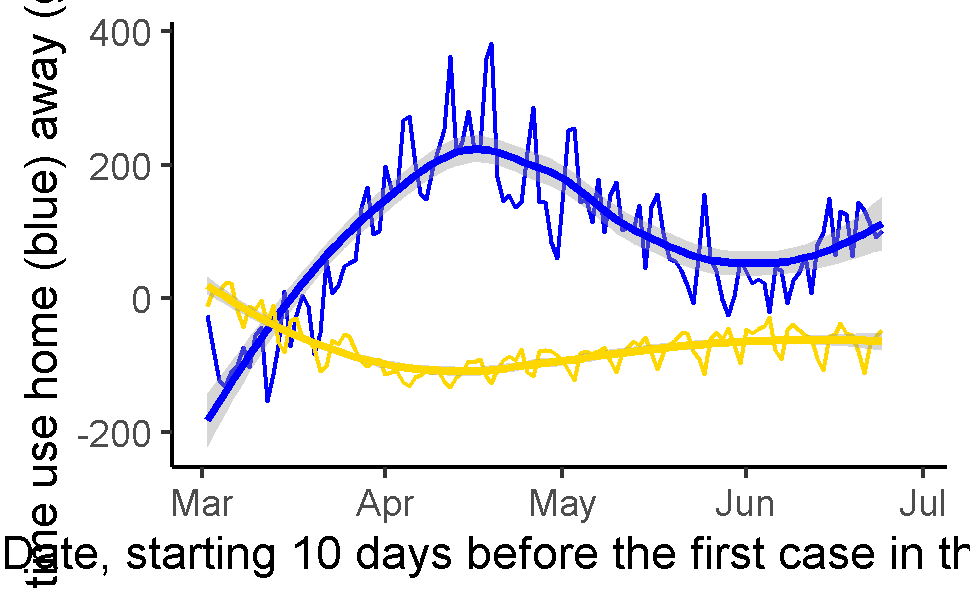 time use home (blue) away (
400
200
0
-200
Mar Apr May Jun Jul
Date, starting 10 days before the first case in th